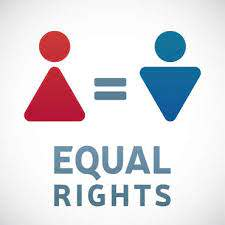 =
EQUAL
RIGHTS